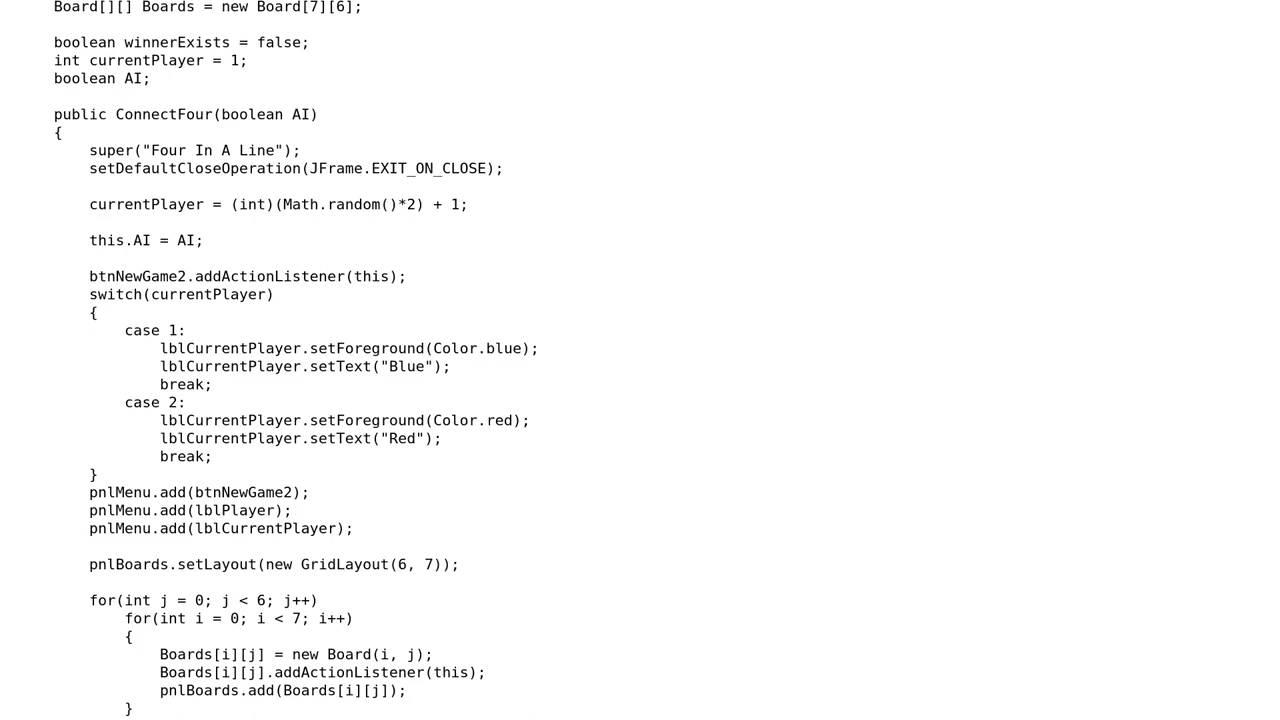 Board[][] Boards = new Board[7][6];
boolean winnerExists = false;
int currentPlayer = 1;
boolean AI;
public ConnectFour(boolean AI)
{
super("Four In A Line");
setDefaultCloseOperation(JFrame.EXIT_ON_CLOSE);
currentPlayer = (int)(Math.random()*2) + 1;
this.AI = AI;
btnNewGame2.addActionListener(this);
switch(currentPlayer)
{
case 1:
lblCurrentPlayer.setForeground(Color.blue);
lblCurrentPlayer.setText("Blue");
break;
case 2:
lblCurrentPlayer.setForeground(Color.red);
lblCurrentPlayer.setText("Red");
break;
}
pnlMenu.add(btnNewGame2);
pnlMenu.add(lblPlayer);
pnlMenu.add(lblCurrentPlayer);
pnlBoards.setLayout(new GridLayout(6, 7));
for(int j = 0; j < 6; j++)
for(int i = 0; i < 7; i++)
{
Boards[i][j] = new Board(i, j);
Boards[i][j].addActionListener(this);
pnlBoards.add(Boards[i][j]);
}